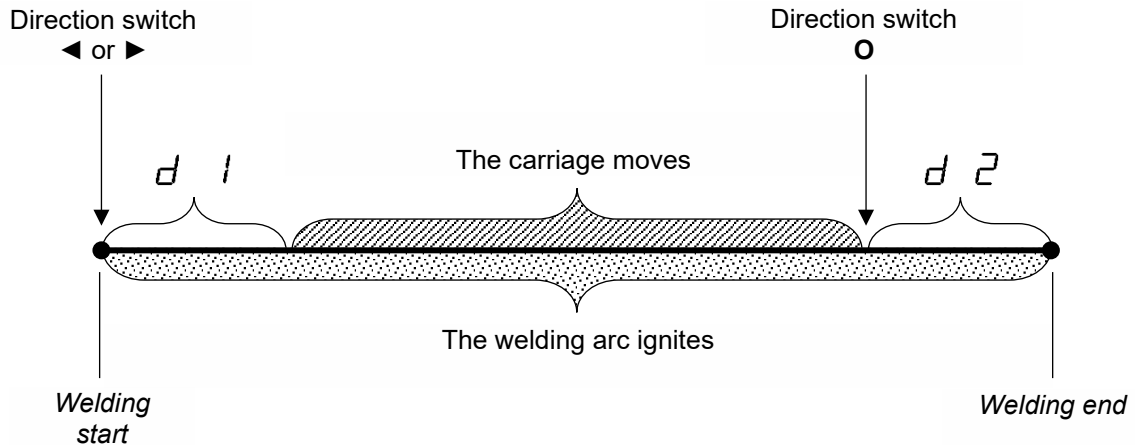 Direction switch
◄ or ►
Direction switch
O
d 1
The carriage moves
d 2
The welding arc ignites
Welding
start
Welding end